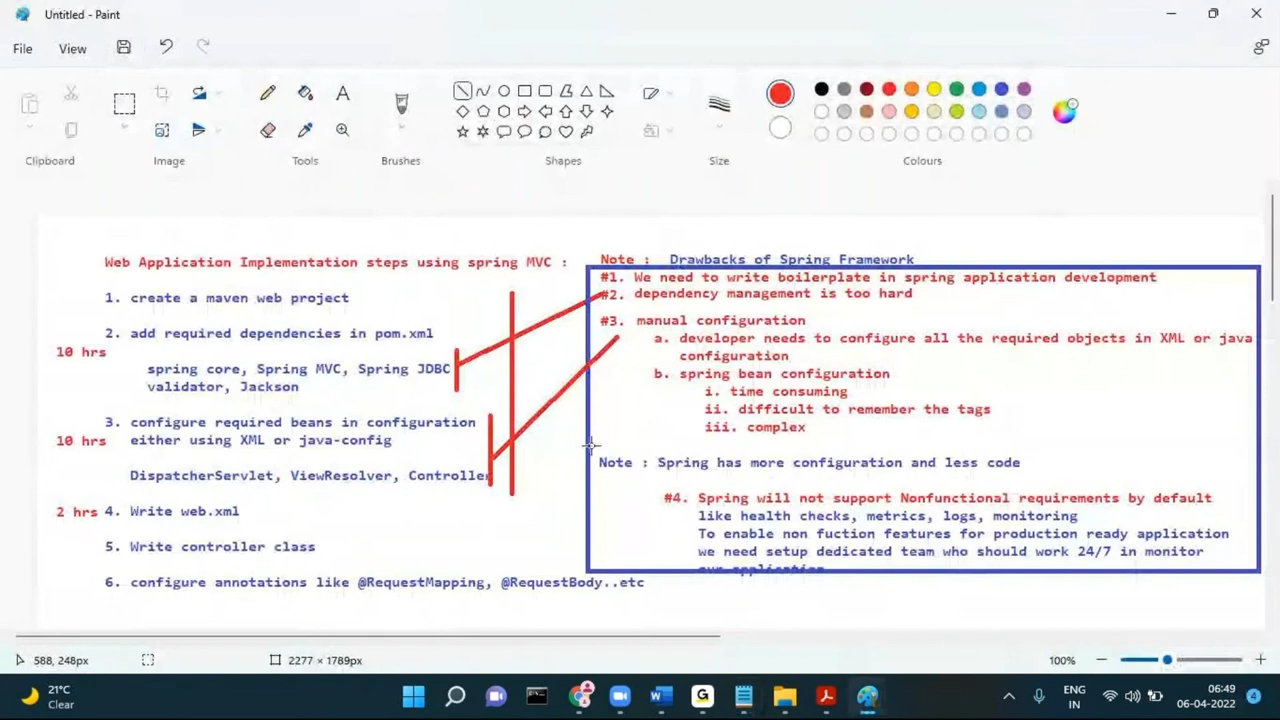 Untitled - Paint
File View
Clipboard Image Tools Brushes Shapes Size Colours
Web Application Implementation steps using spring MVC :
1. create a maven web project
2. add required dependencies in pom.xml
10 hrs
spring core, Spring MVC, Spring JDBC
validator, Jackson
3. configure required beans in configuration
10 hrs either using XML or java-config
DispatcherServlet, ViewResolver, Controller
2 hrs 4. Write web.xml
5. Write controller class
6. configure annotations like @RequestMapping, @RequestBody..etc
Note : Drawbacks of Spring Framework
#1. We need to write boilerplate in spring application development
#2. dependency management is too hard
#3. manual configuration
a. developer needs to configure all the required objects in XML or java
configuration
b. spring bean configuration
i. time consuming
ii. difficult to remember the tags
iii. complex
Note : Spring has more configuration and less code
#4. Spring will not support Nonfunctional requirements by default
like health checks, metrics, logs, monitoring
To enable non fuction features for production ready application
we need setup dedicated team who should work 24/7 in monitor
our application
588, 248px 2277 × 1789px 100%
21°C
Clear
ENG
IN
06:49
06-04-2022
4